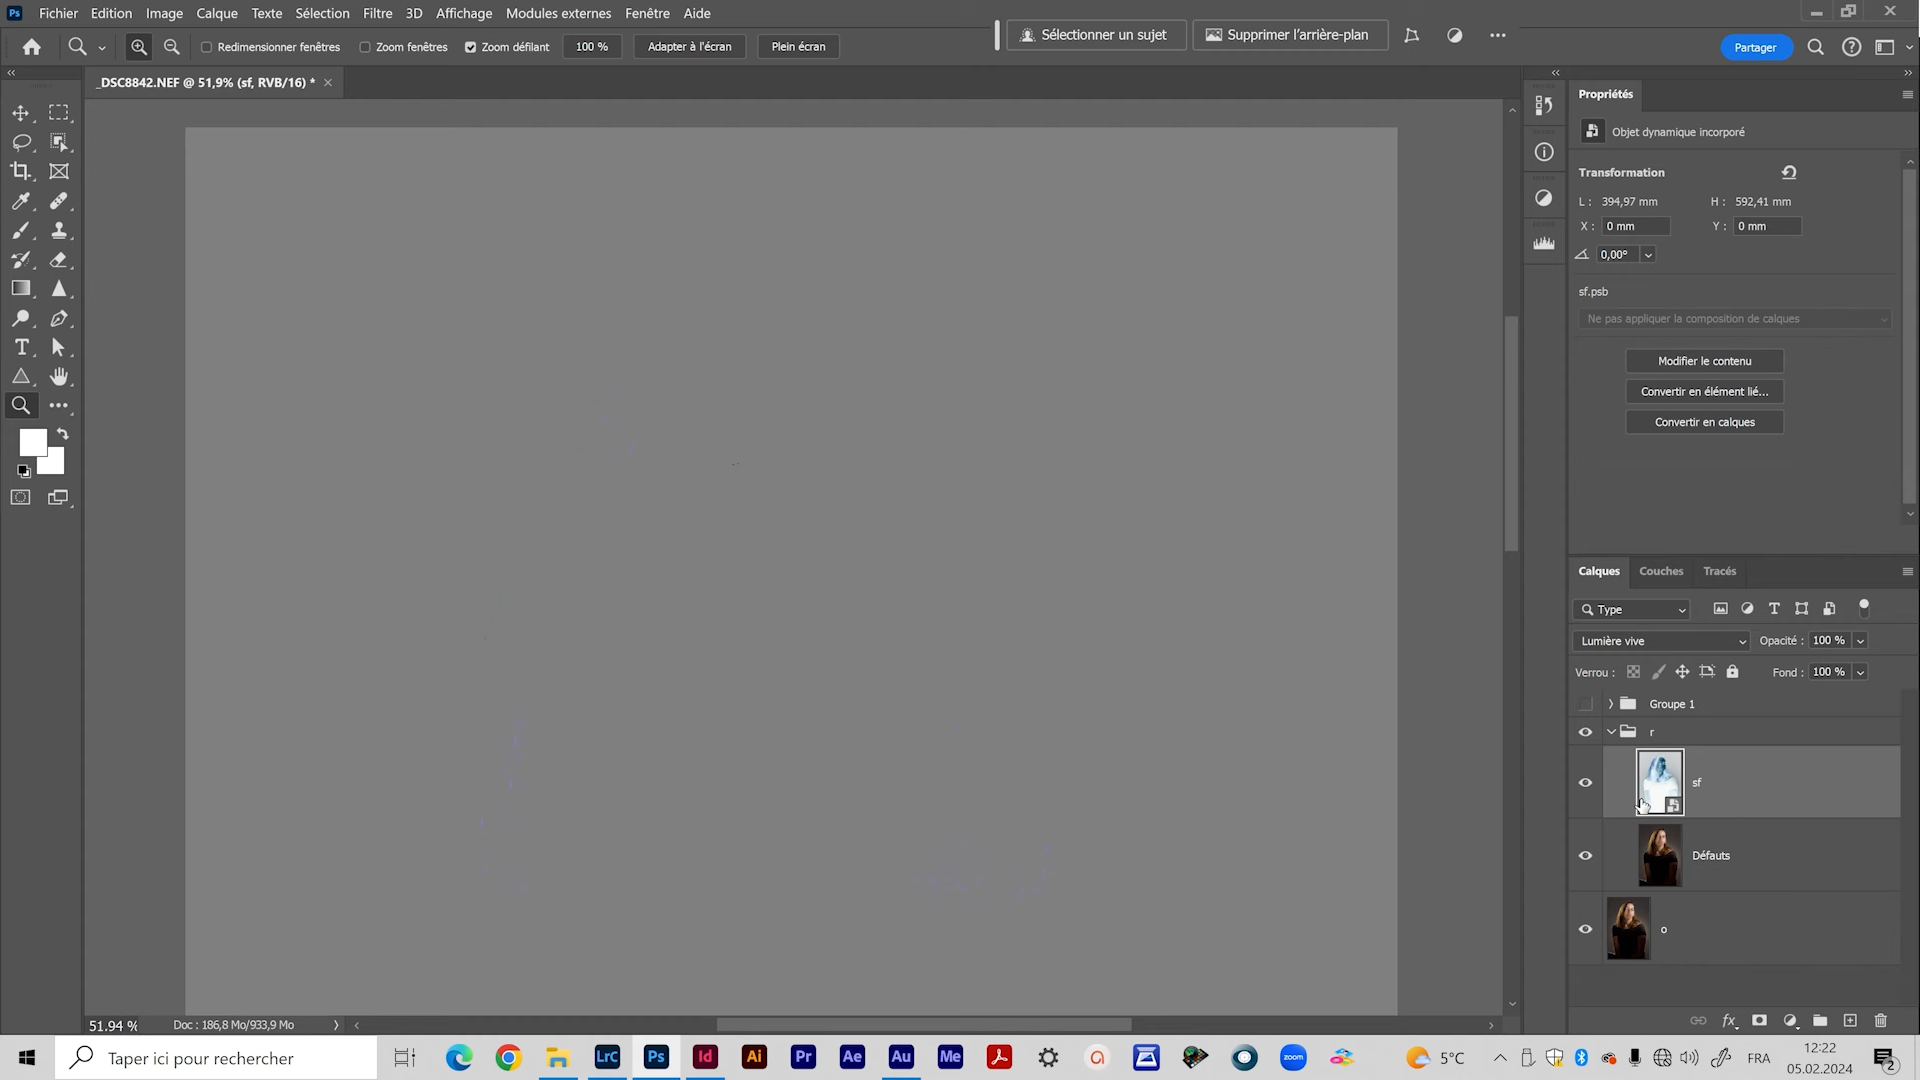 Ps Fichier Edition Image Calque Texte Sélection Filtre 3D Affichage Modules externes Fenêtre Aide
Redimensionner fenêtres Zoom fenêtres Zoom défilant 100 % Adapter à l'écran Plein écran
Sélectionner un sujet Supprimer l'arrière-plan
Partager
_DSC8842.NEF @ 51,9% (sf, RVB/16) *
Propriétés
Objet dynamique incorporé
Transformation
L : 394,97 mm H : 592,41 mm
X : 0 mm Y : 0 mm
0,00°
sf.psb
Ne pas appliquer la composition de calques
Modifier le contenu
Convertir en élément lié...
Convertir en calques
Calques Couches Tracés
Type
Lumière vive Opacité : 100 %
Verrou : Fond : 100 %
Groupe 1
r
sf
Défauts
o
fx
51.94 % Doc : 186,8 Mo/933,9 Mo
Taper ici pour rechercher
LrC Ps Id Ai Pr Ae Au Me zoom
5°C FRA
12:22
05.02.2024
2